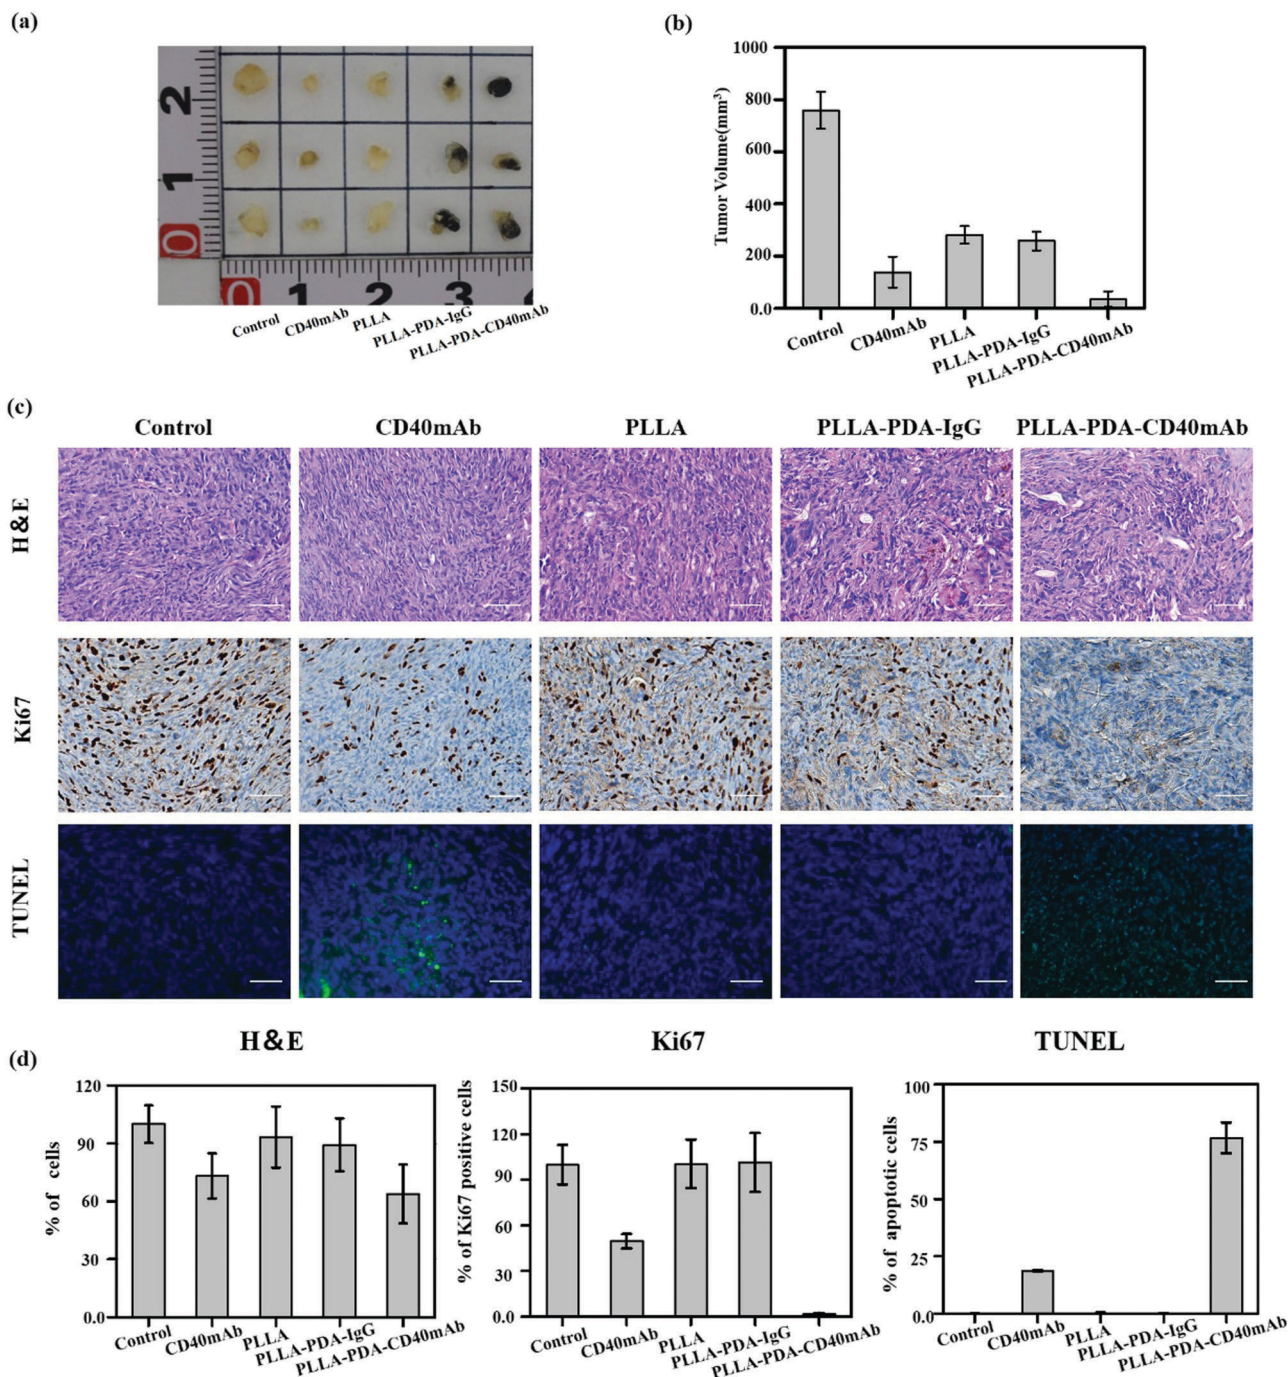 (a)
2
1
0
0
1
2
3
4
Control
CD40mAb
PLLA
PLLA-PDA-IgG
PLLA-PDA-CD40mAb
(b)
Tumor Volume(mm³)
1000
800
600
400
200
0.0
Control
CD40mAb
PLLA
PLLA-PDA-IgG
PLLA-PDA-CD40mAb
(c)
Control CD40mAb PLLA PLLA-PDA-IgG PLLA-PDA-CD40mAb
H&E
Ki67
TUNEL
(d)
H&E
% of cells
120
90
60
30
0.0
Control
CD40mAb
PLLA
PLLA-PDA-IgG
PLLA-PDA-CD40mAb
Ki67
% of Ki67 positive cells
150
120
90
60
30
0.0
Control
CD40mAb
PLLA
PLLA-PDA-IgG
PLLA-PDA-CD40mAb
TUNEL
% of apoptotic cells
100
75
50
25
0
Control
CD40mAb
PLLA
PLLA-PDA-IgG
PLLA-PDA-CD40mAb